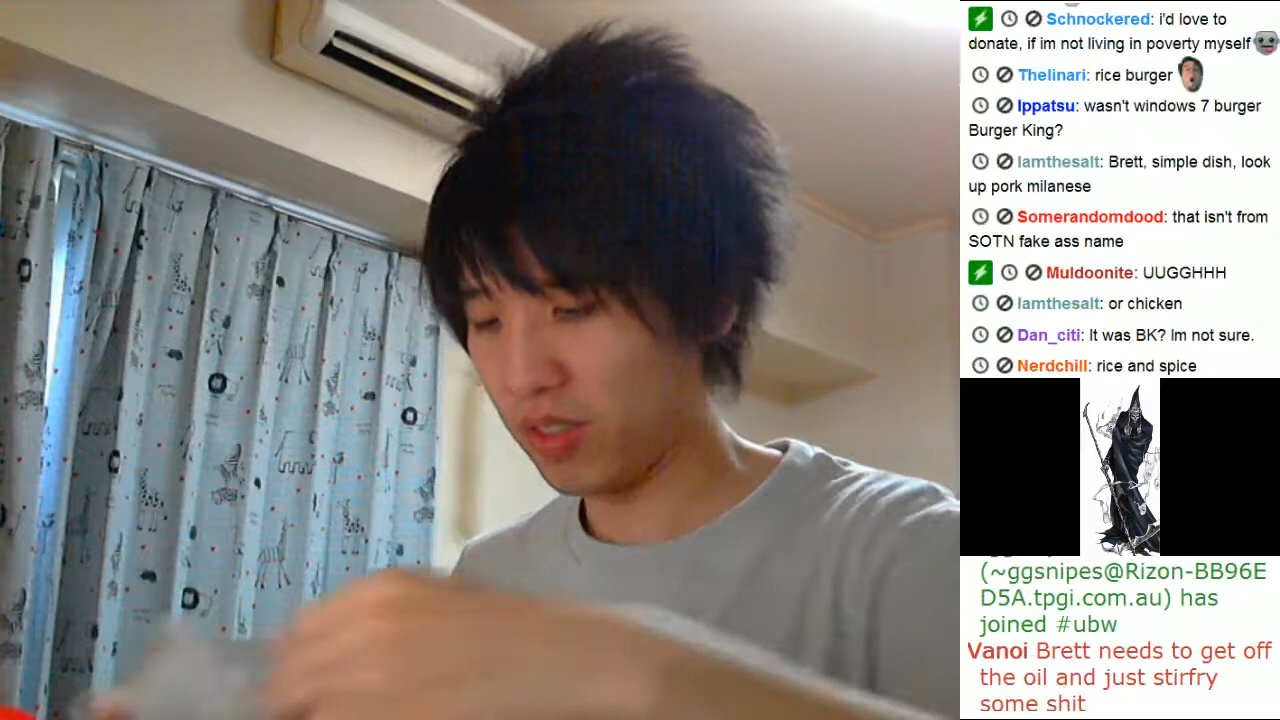 Schnockered: i'd love to
donate, if im not living in poverty myself
Thelinari: rice burger
Ippatsu: wasn't windows 7 burger
Burger King?
Iamthesalt: Brett, simple dish, look
up pork milanese
Somerandomdood: that isn't from
SOTN fake ass name
Muldoonite: UUGGHHH
Iamthesalt: or chicken
Dan_citi: It was BK? Im not sure.
Nerdchill: rice and spice
(~ggsnipes@Rizon-BB96E
D5A.tpgi.com.au) has
joined #ubw
Vanoi Brett needs to get off
the oil and just stirfry
some shit